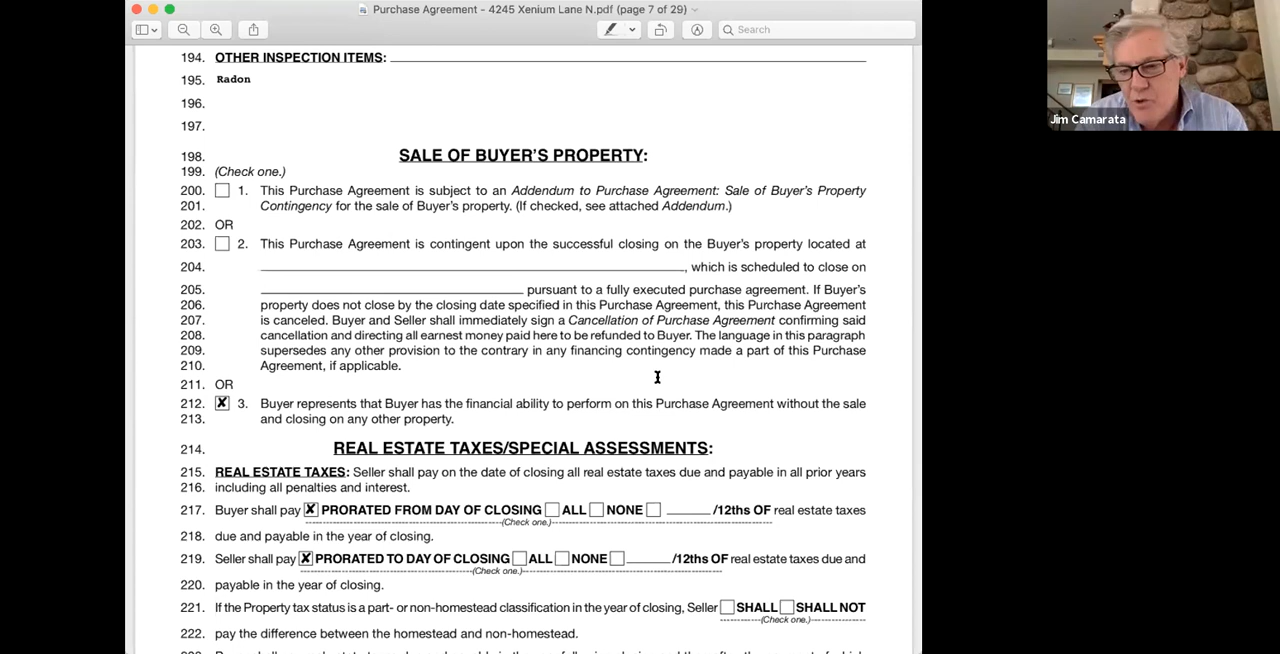 Purchase Agreement - 4245 Xenium Lane N.pdf (page 7 of 29)
Search
Jim Camarata
194. OTHER INSPECTION ITEMS:
195. Radon
196.
197.
198. SALE OF BUYER'S PROPERTY:
199. (Check one.)
200. 1. This Purchase Agreement is subject to an Addendum to Purchase Agreement: Sale of Buyer's Property
201. Contingency for the sale of Buyer's property. (If checked, see attached Addendum.)
202. OR
203. 2. This Purchase Agreement is contingent upon the successful closing on the Buyer's property located at
204. , which is scheduled to close on
205. pursuant to a fully executed purchase agreement. If Buyer's
206. property does not close by the closing date specified in this Purchase Agreement, this Purchase Agreement
207. is canceled. Buyer and Seller shall immediately sign a Cancellation of Purchase Agreement confirming said
208. cancellation and directing all earnest money paid here to be refunded to Buyer. The language in this paragraph
209. supersedes any other provision to the contrary in any financing contingency made a part of this Purchase
210. Agreement, if applicable.
211. OR
212. X 3. Buyer represents that Buyer has the financial ability to perform on this Purchase Agreement without the sale
213. and closing on any other property.
214. REAL ESTATE TAXES/SPECIAL ASSESSMENTS:
215. REAL ESTATE TAXES: Seller shall pay on the date of closing all real estate taxes due and payable in all prior years
216. including all penalties and interest.
217. Buyer shall pay X PRORATED FROM DAY OF CLOSING ALL NONE /12ths OF real estate taxes
(Check one.)
218. due and payable in the year of closing.
219. Seller shall pay X PRORATED TO DAY OF CLOSING ALL NONE /12ths OF real estate taxes due and
(Check one.)
220. payable in the year of closing.
221. If the Property tax status is a part- or non-homestead classification in the year of closing, Seller SHALL SHALL NOT
(Check one.)
222. pay the difference between the homestead and non-homestead.